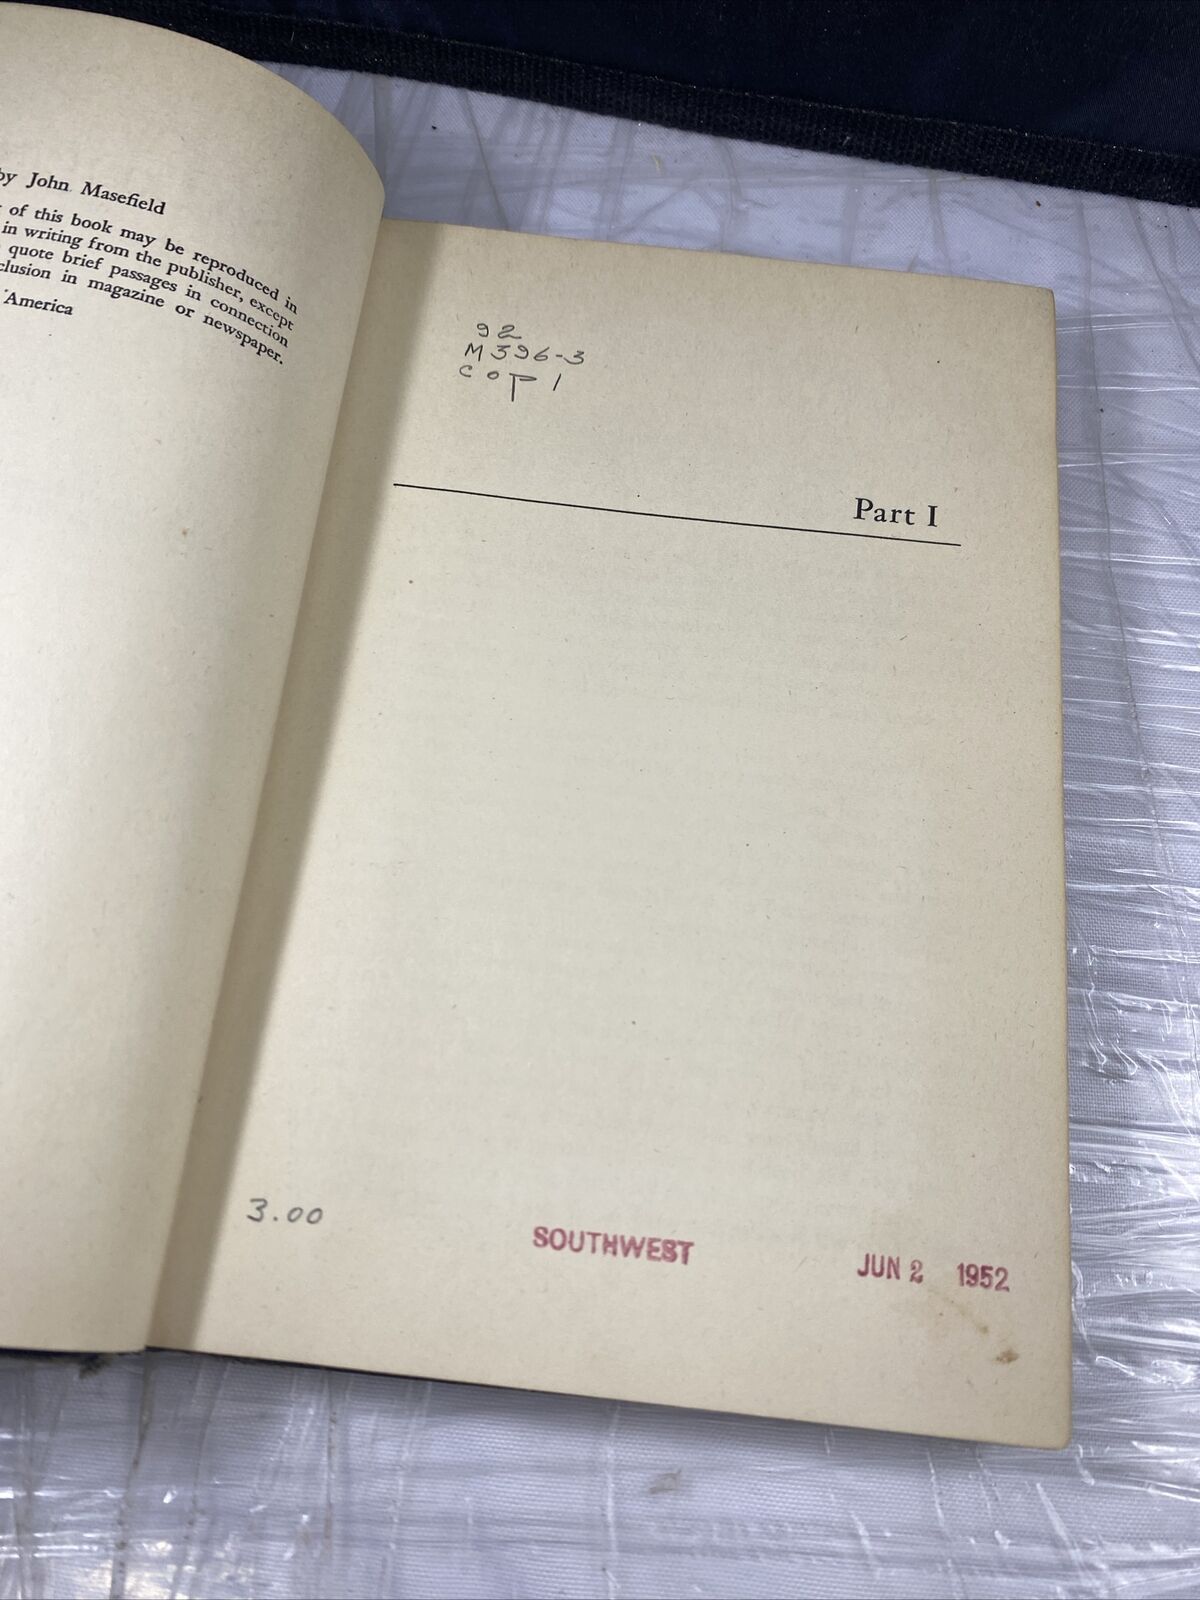 by John Masefield
of this book may be reproduced in
in writing from the publisher, except
quote brief passages in connection
clusion in magazine or newspaper.
America
92
M396-3
cop 1
Part I
3.00
SOUTHWEST
JUN 2 1952